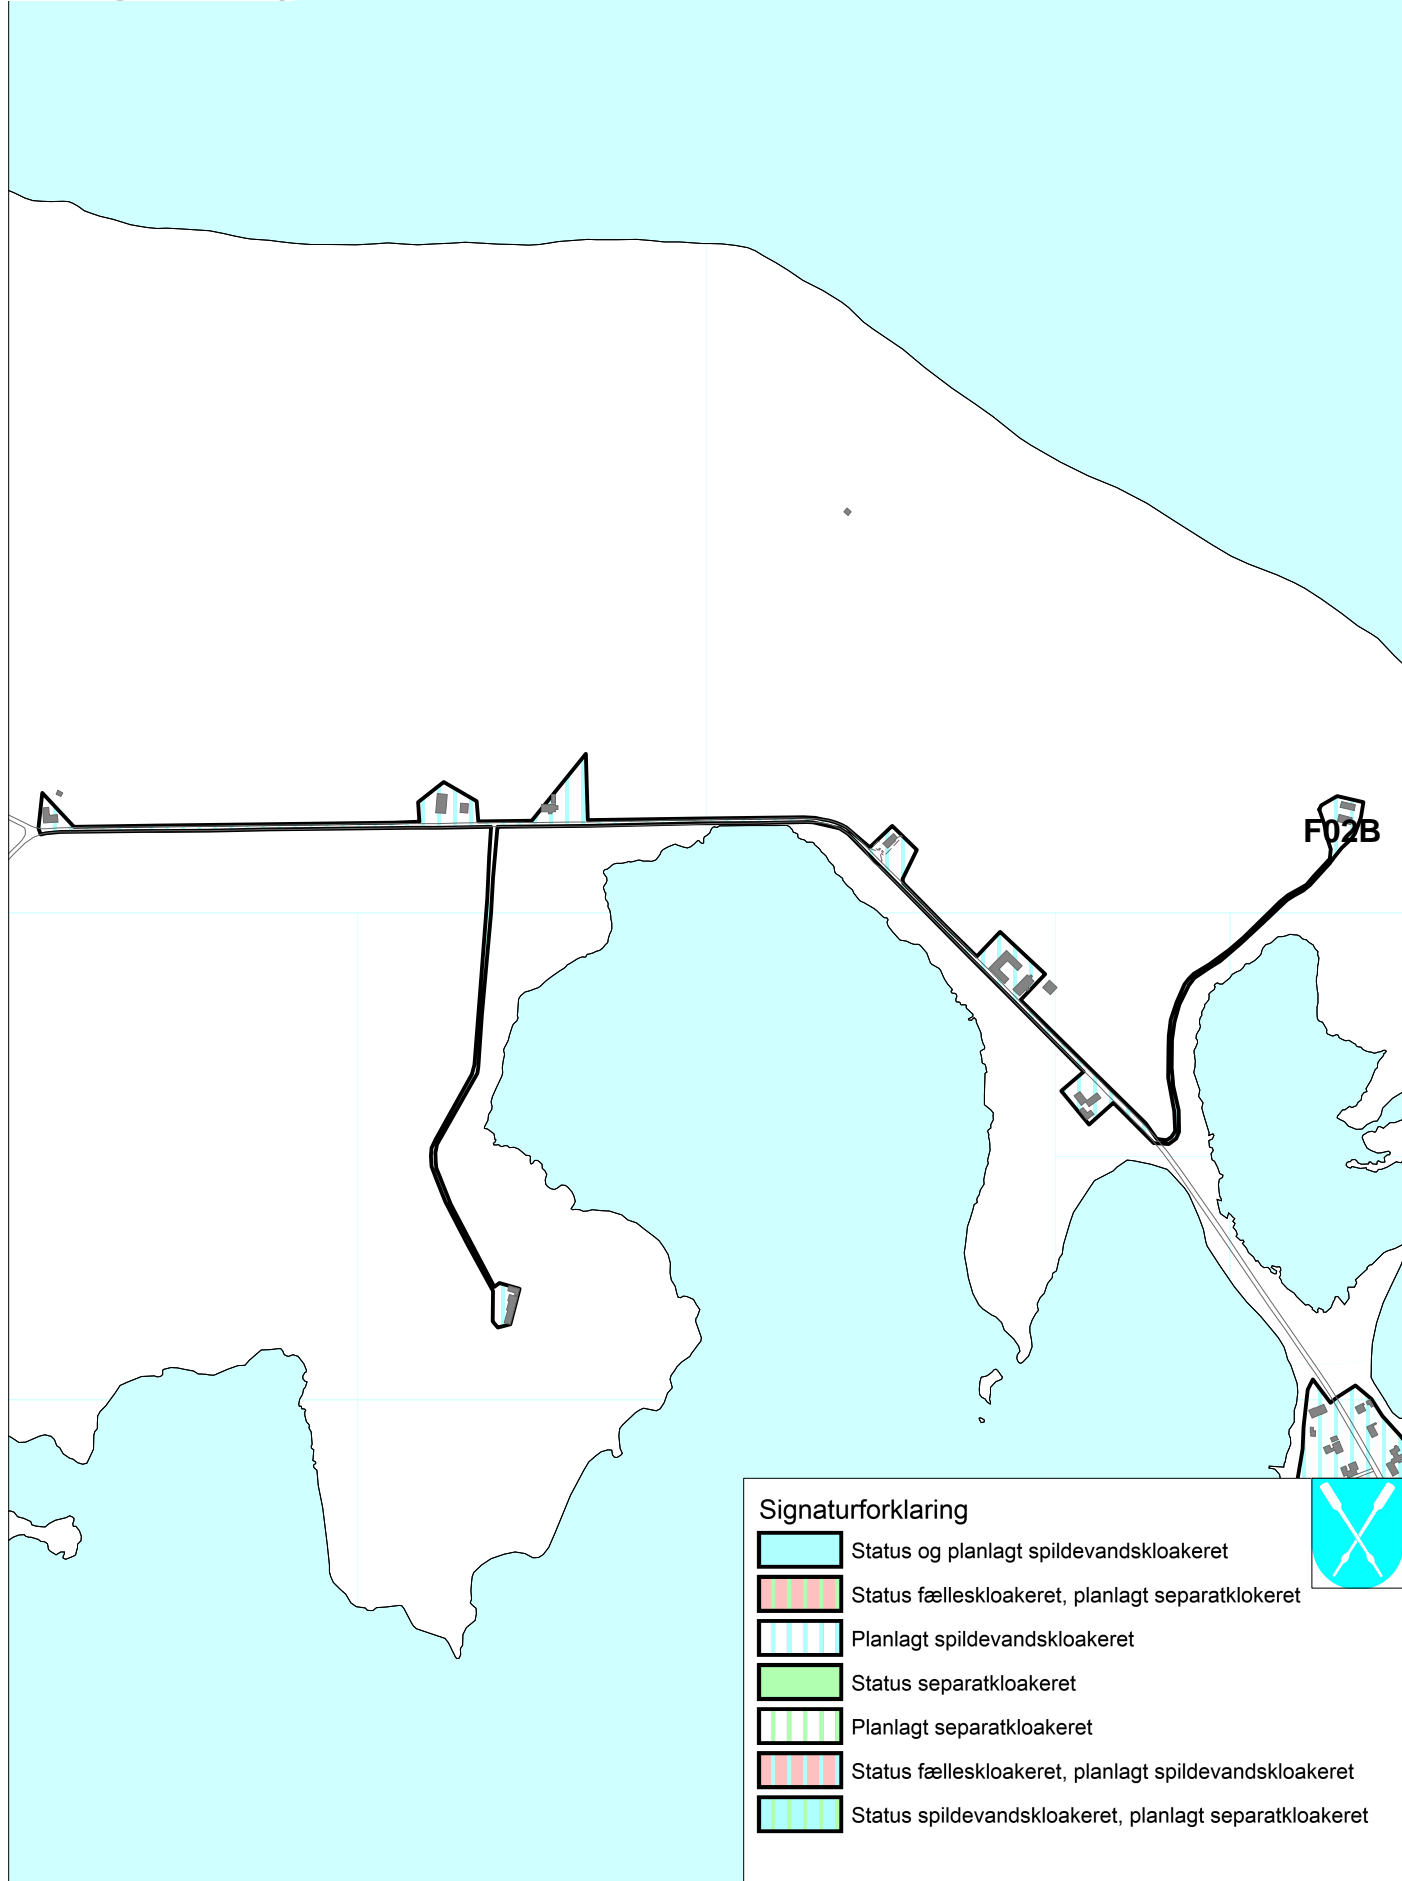 F02B
Signaturforklaring
Status og planlagt spildevandskloakeret
Status fælleskloakeret, planlagt separatklokeret
Planlagt spildevandskloakeret
Status separatkloakeret
Planlagt separatkloakeret
Status fælleskloakeret, planlagt spildevandskloakeret
Status spildevandskloakeret, planlagt separatkloakeret